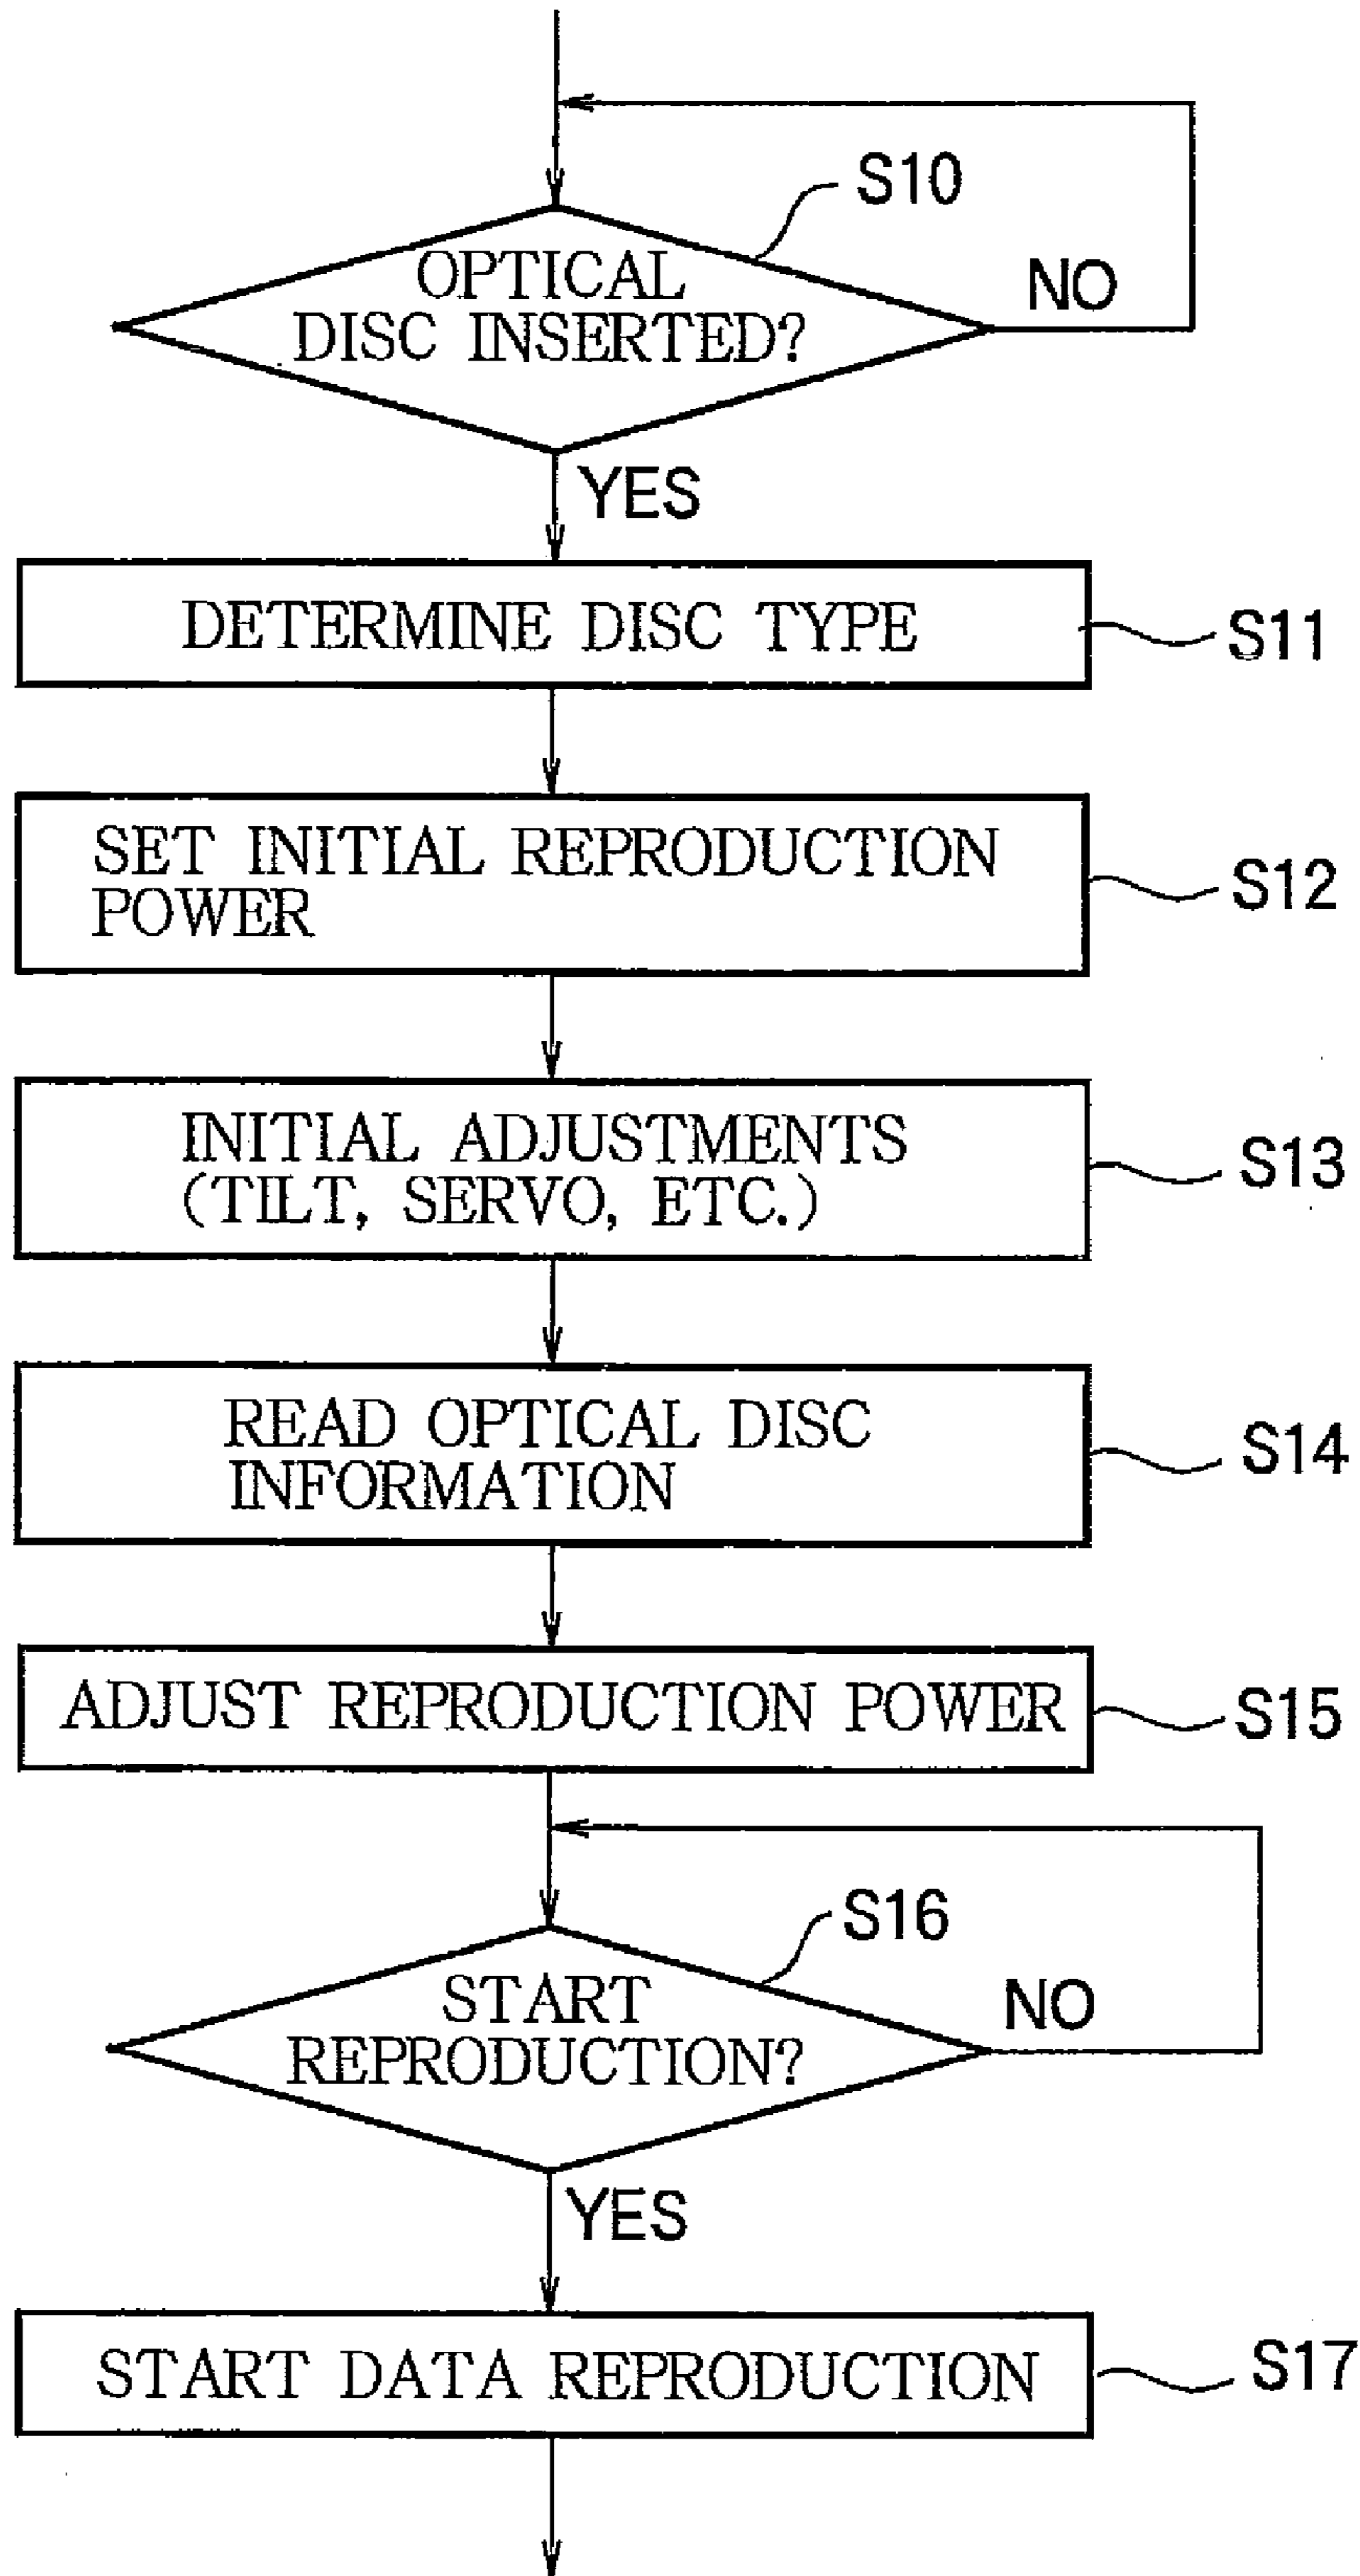 S10
OPTICAL
DISC INSERTED?
NO
YES
DETERMINE DISC TYPE
S11
SET INITIAL REPRODUCTION
POWER
S12
INITIAL ADJUSTMENTS
(TILT, SERVO, ETC.)
S13
READ OPTICAL DISC
INFORMATION
S14
ADJUST REPRODUCTION POWER
S15
S16
START
REPRODUCTION?
NO
YES
START DATA REPRODUCTION
S17